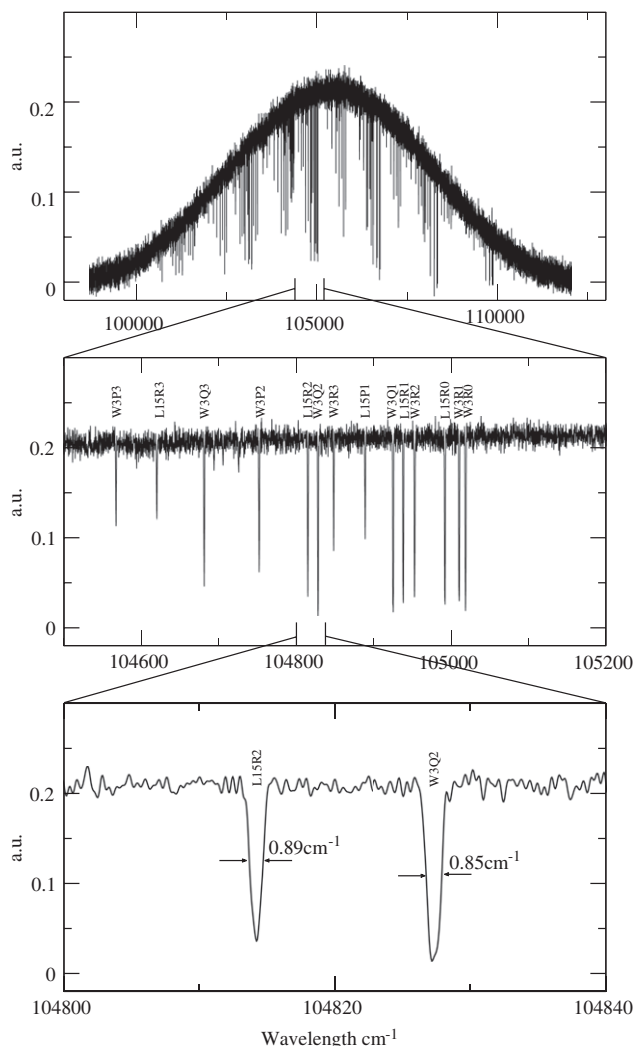 a.u.
0.2
0.1
0
100000 105000 110000
W3P3 L15R3 W3Q3 W3P2 L15R2 W3Q2 W3R3 L15P1 W3Q1 L15R1 W3R2 L15R0 W3R1 W3R0
a.u.
0.2
0.1
0
104600 104800 105000 105200
L15R2 W3Q2
a.u.
0.2
0.89cm-1 0.85cm-1
0.1
0
104800 104820 104840
Wavelength cm-1